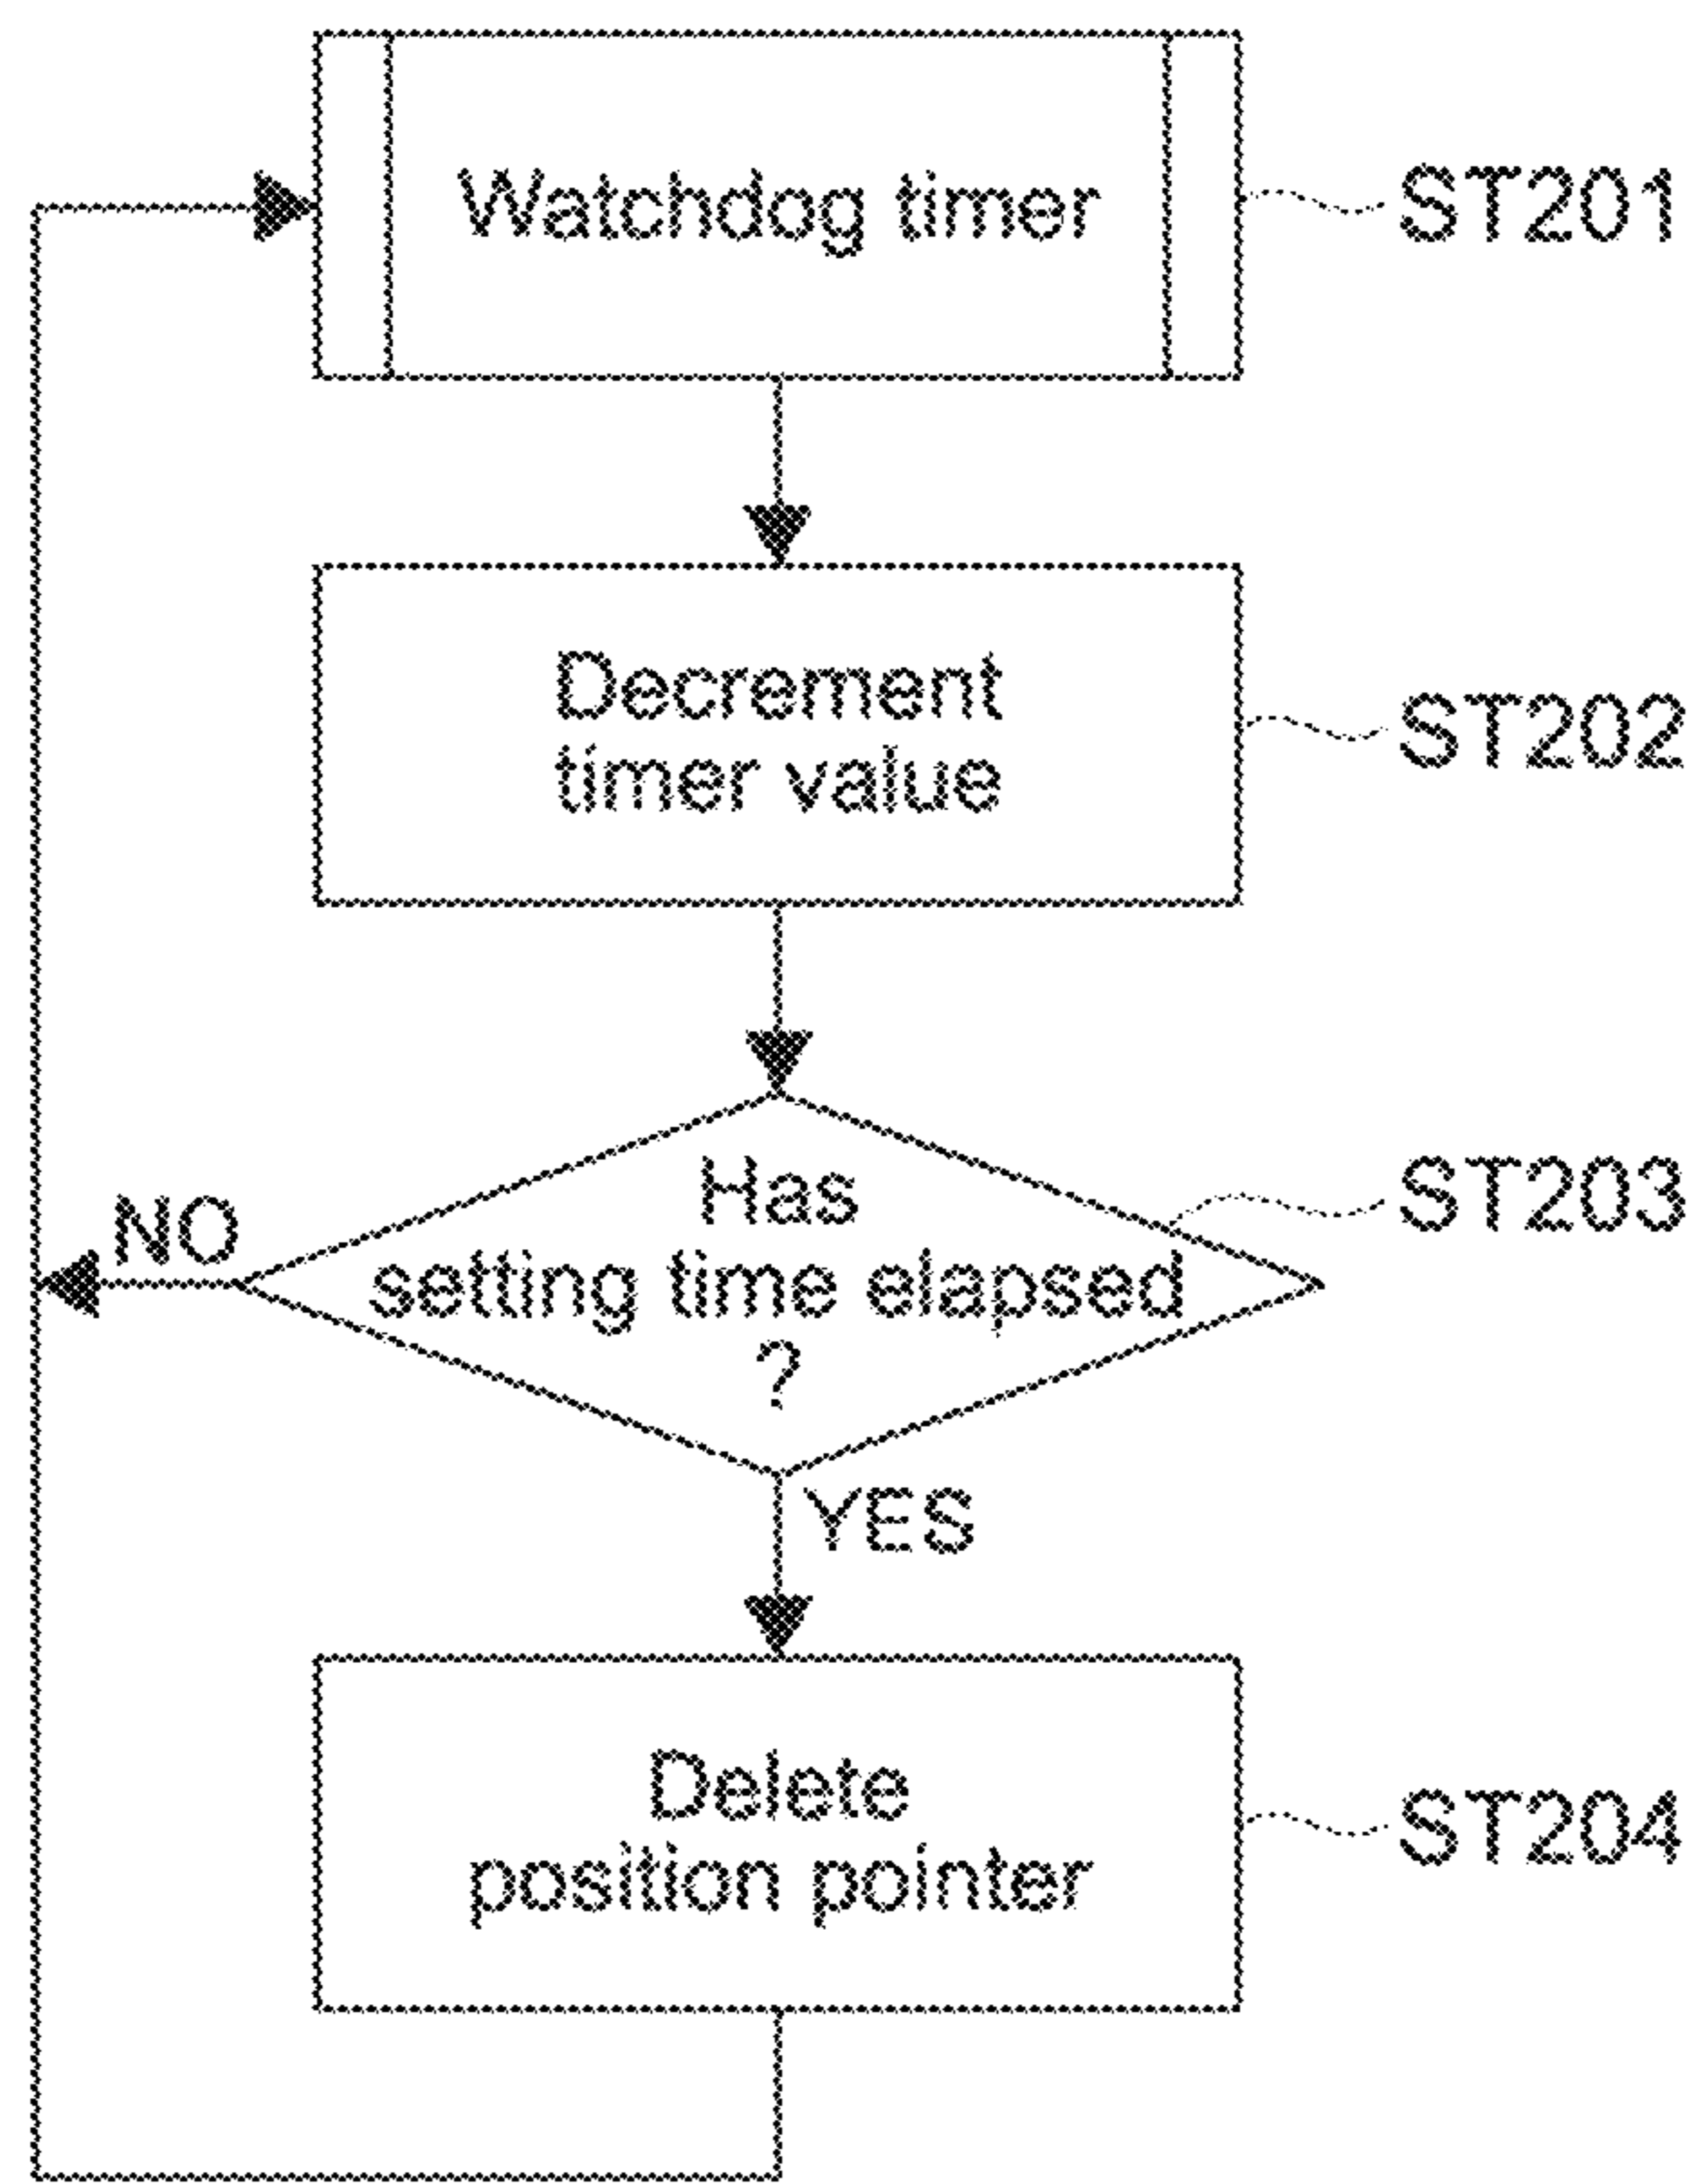 Watchdog timer
ST201
Decrement
timer value
ST202
Has
setting time elapsed
?
ST203
NO
YES
Delete
position pointer
ST204